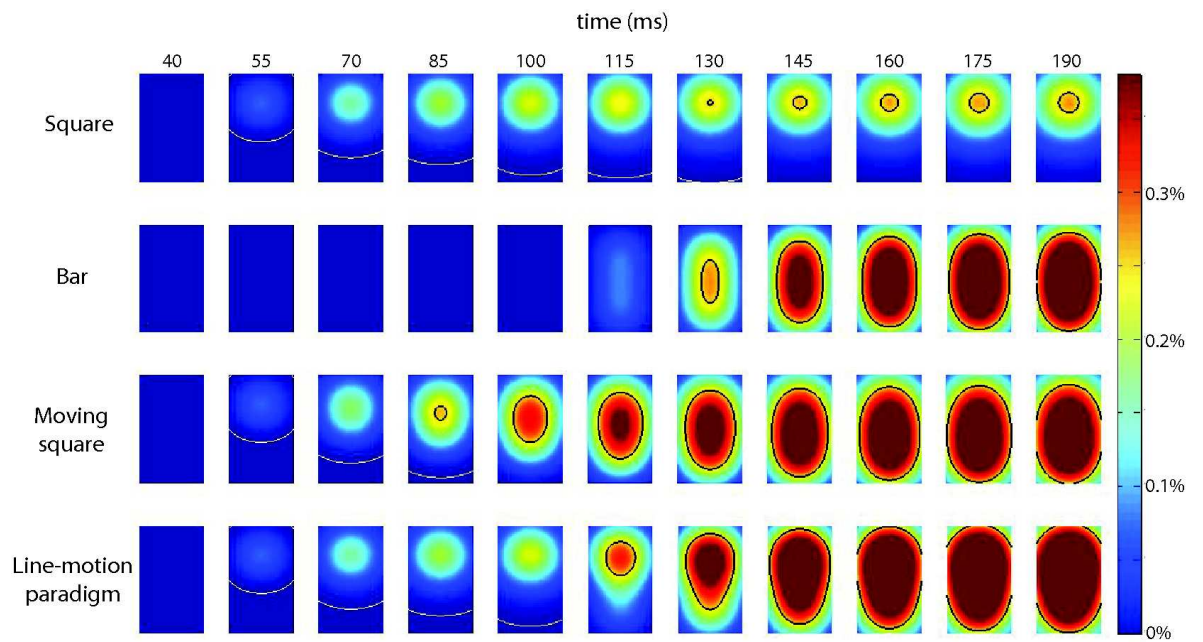 time (ms)
40 55 70 85 100 115 130 145 160 175 190
Square
Bar
Moving
square
Line-motion
paradigm
0.3%
0.2%
0.1%
0%